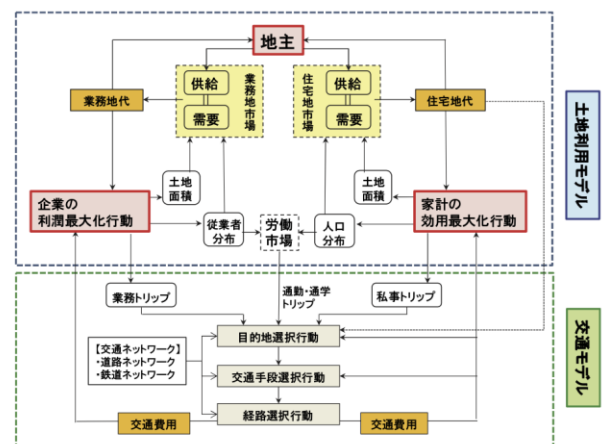 地主
供給
需要
業務地市場
住宅地市場
供給
需要
業務地代
住宅地代
土地
面積
土地
面積
企業の
利潤最大化行動
従業者
分布
労働
市場
人口
分布
家計の
効用最大化行動
土地利用モデル
業務トリップ
通勤・通学
トリップ
私事トリップ
目的地選択行動
【交通ネットワーク】
・道路ネットワーク
・鉄道ネットワーク
交通手段選択行動
経路選択行動
交通費用
交通費用
交通モデル